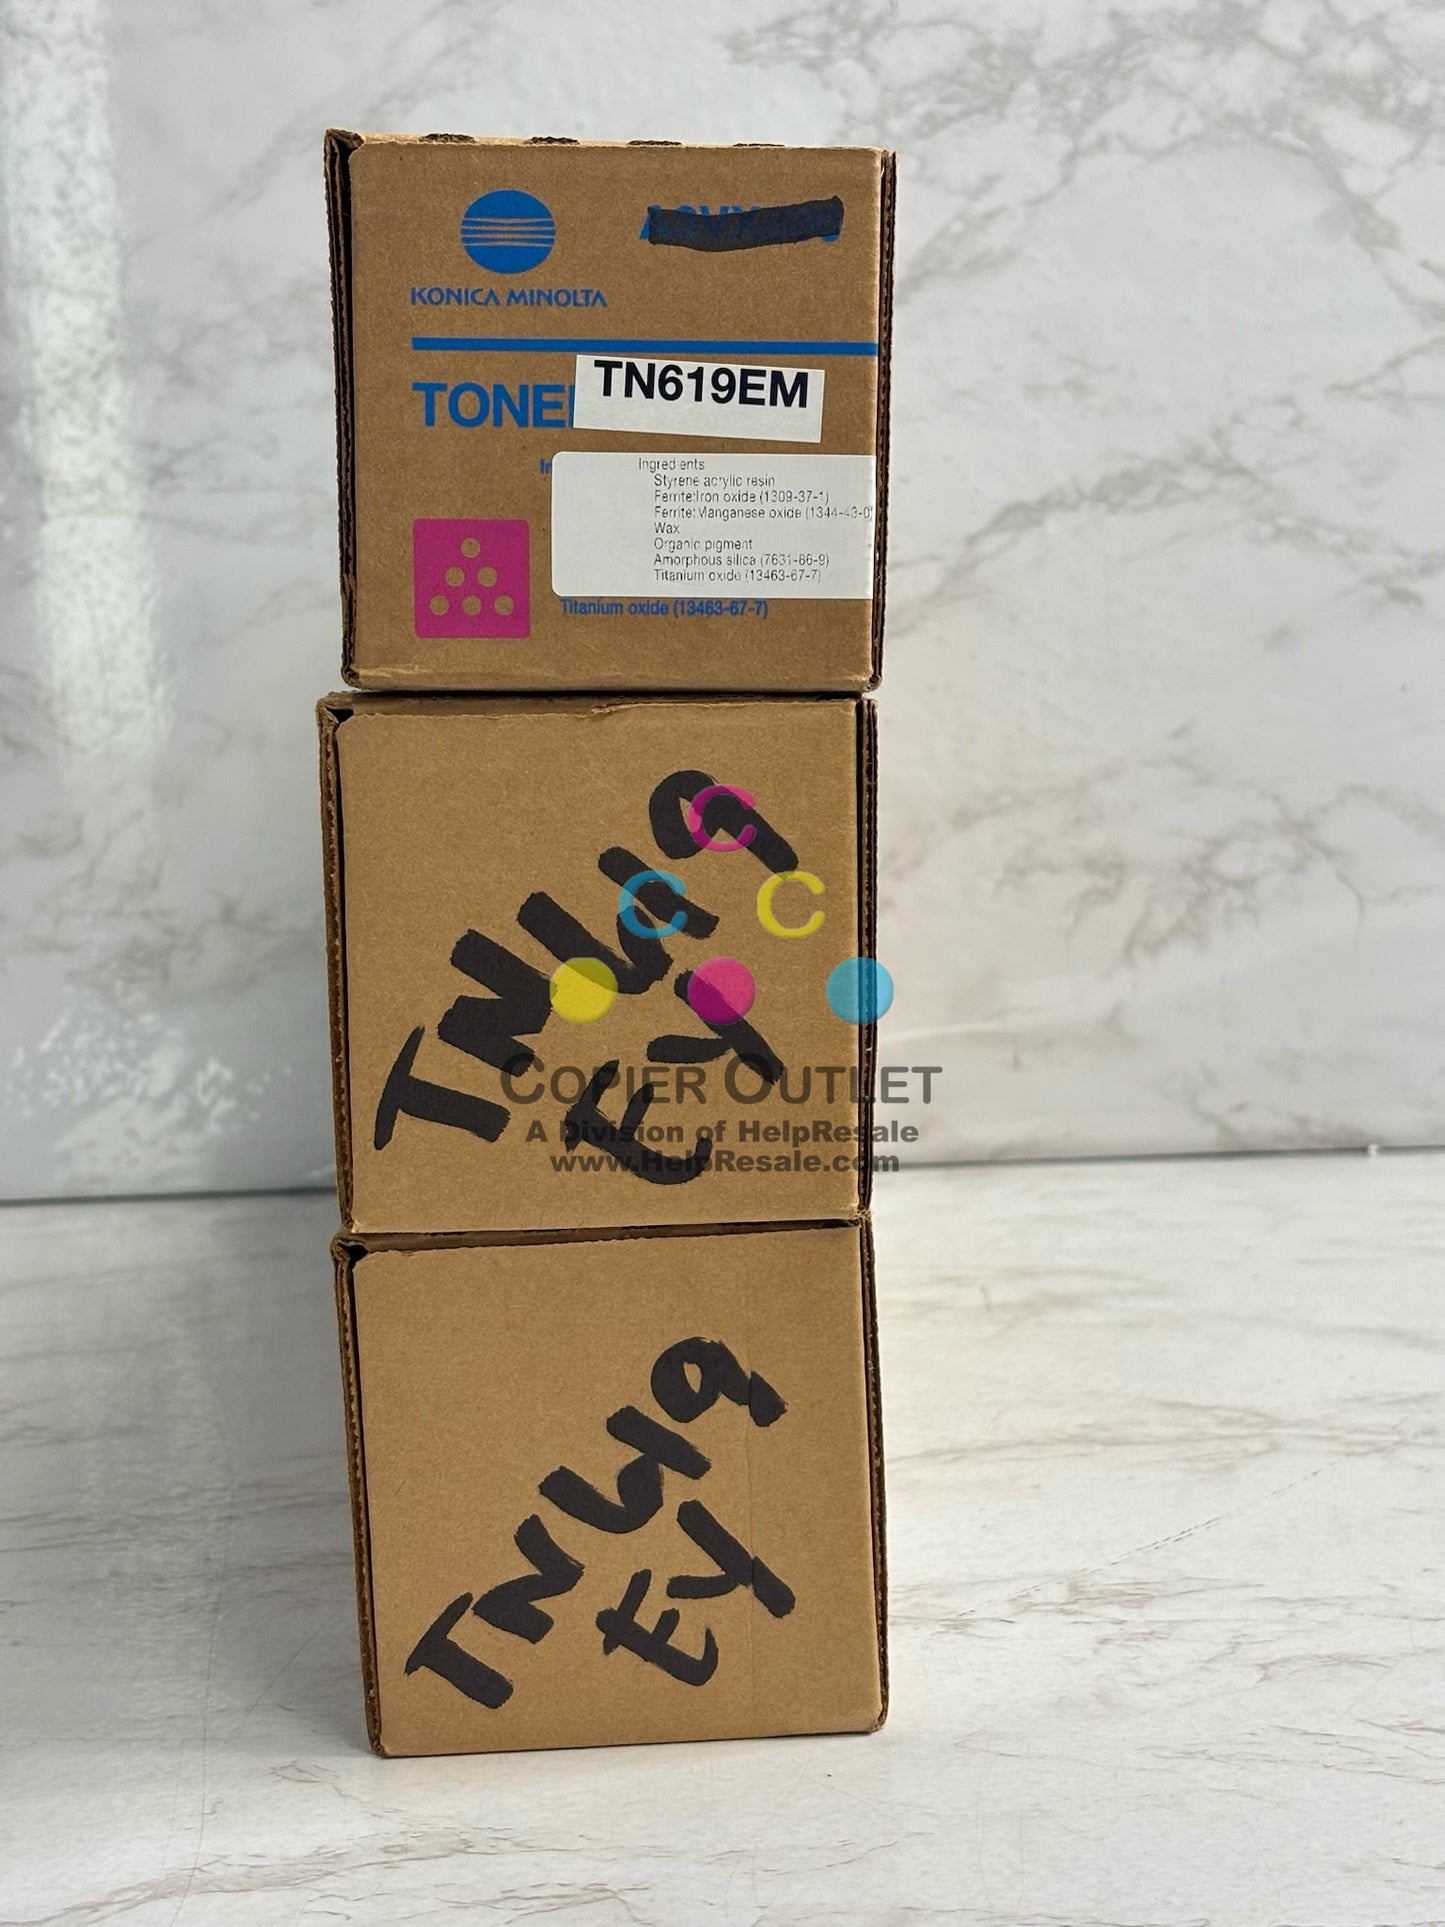 KONICA MINOLTA
TONE
TN619EM
Ingredients
Styrene acrylic resin
Ferrite:Iron oxide (1309-37-1)
Ferrite:Manganese oxide (1344-43-0)
Wax
Organic pigment
Amorphous silica (7631-86-9)
Titanium oxide (13463-67-7)
Titanium oxide (13463-67-7)
TN619
EY
COPIER OUTLET
A Division of HelpResale
www.HelpResale.com
TN619
EY